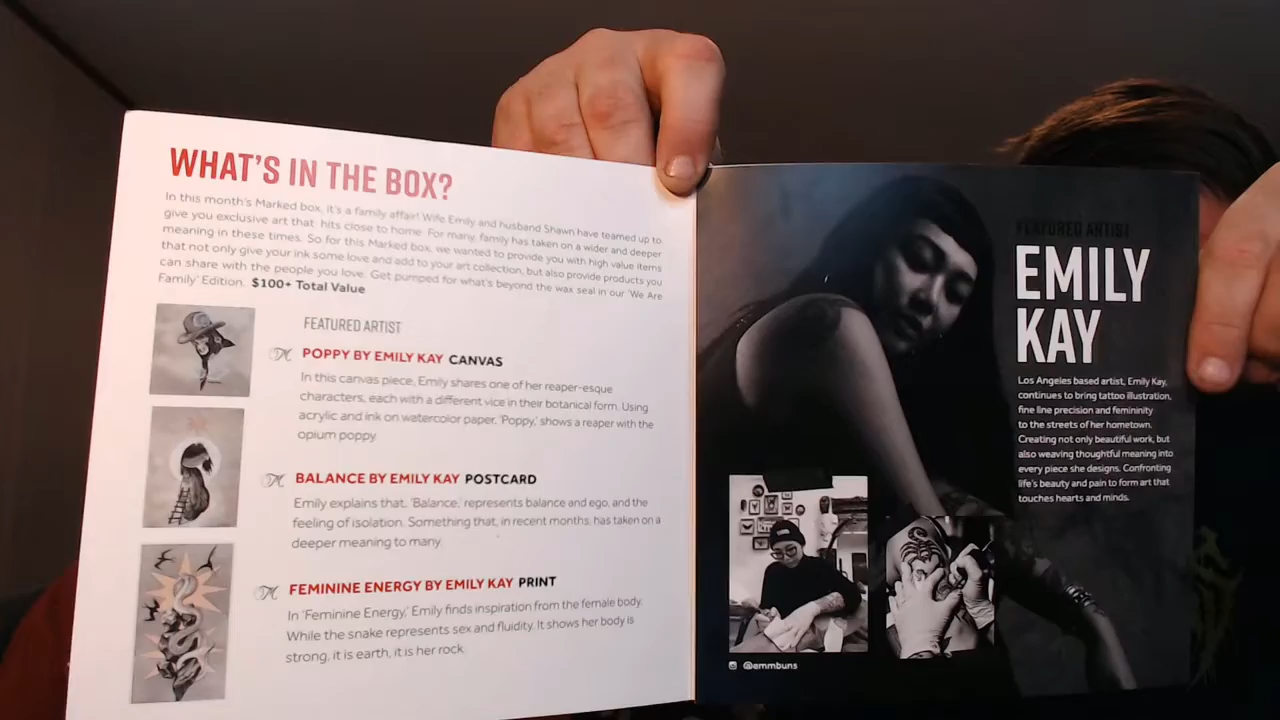 WHAT'S IN THE BOX?
In this month's Marked box, it's a family affair! Wife Emily and husband Shawn have teamed up to
give you exclusive art that hits close to home. For many, family has taken on a wider and deeper
meaning in these times. So for this Marked box, we wanted to provide you with high value items
that not only give your ink some love and add to your art collection, but also provide products you
can share with the people you love. Get pumped for what's beyond the wax seal in our 'We Are
Family' Edition. $100+ Total Value
FEATURED ARTIST
POPPY BY EMILY KAY CANVAS
In this canvas piece, Emily shares one of her reaper-esque
characters, each with a different vice in their botanical form. Using
acrylic and ink on watercolor paper, 'Poppy,' shows a reaper with the
opium poppy.
BALANCE BY EMILY KAY POSTCARD
Emily explains that, 'Balance,' represents balance and ego, and the
feeling of isolation. Something that, in recent months, has taken on a
deeper meaning to many.
FEMININE ENERGY BY EMILY KAY PRINT
In 'Feminine Energy,' Emily finds inspiration from the female body.
While the snake represents sex and fluidity. It shows her body is
strong, it is earth, it is her rock.
FEATURED ARTIST
EMILY
KAY
Los Angeles based artist, Emily Kay,
continues to bring tattoo illustration,
fine line precision and femininity
to the streets of her hometown.
Creating not only beautiful work, but
also weaving thoughtful meaning into
every piece she designs. Confronting
life's beauty and pain to form art that
touches hearts and minds.
@emmbuns